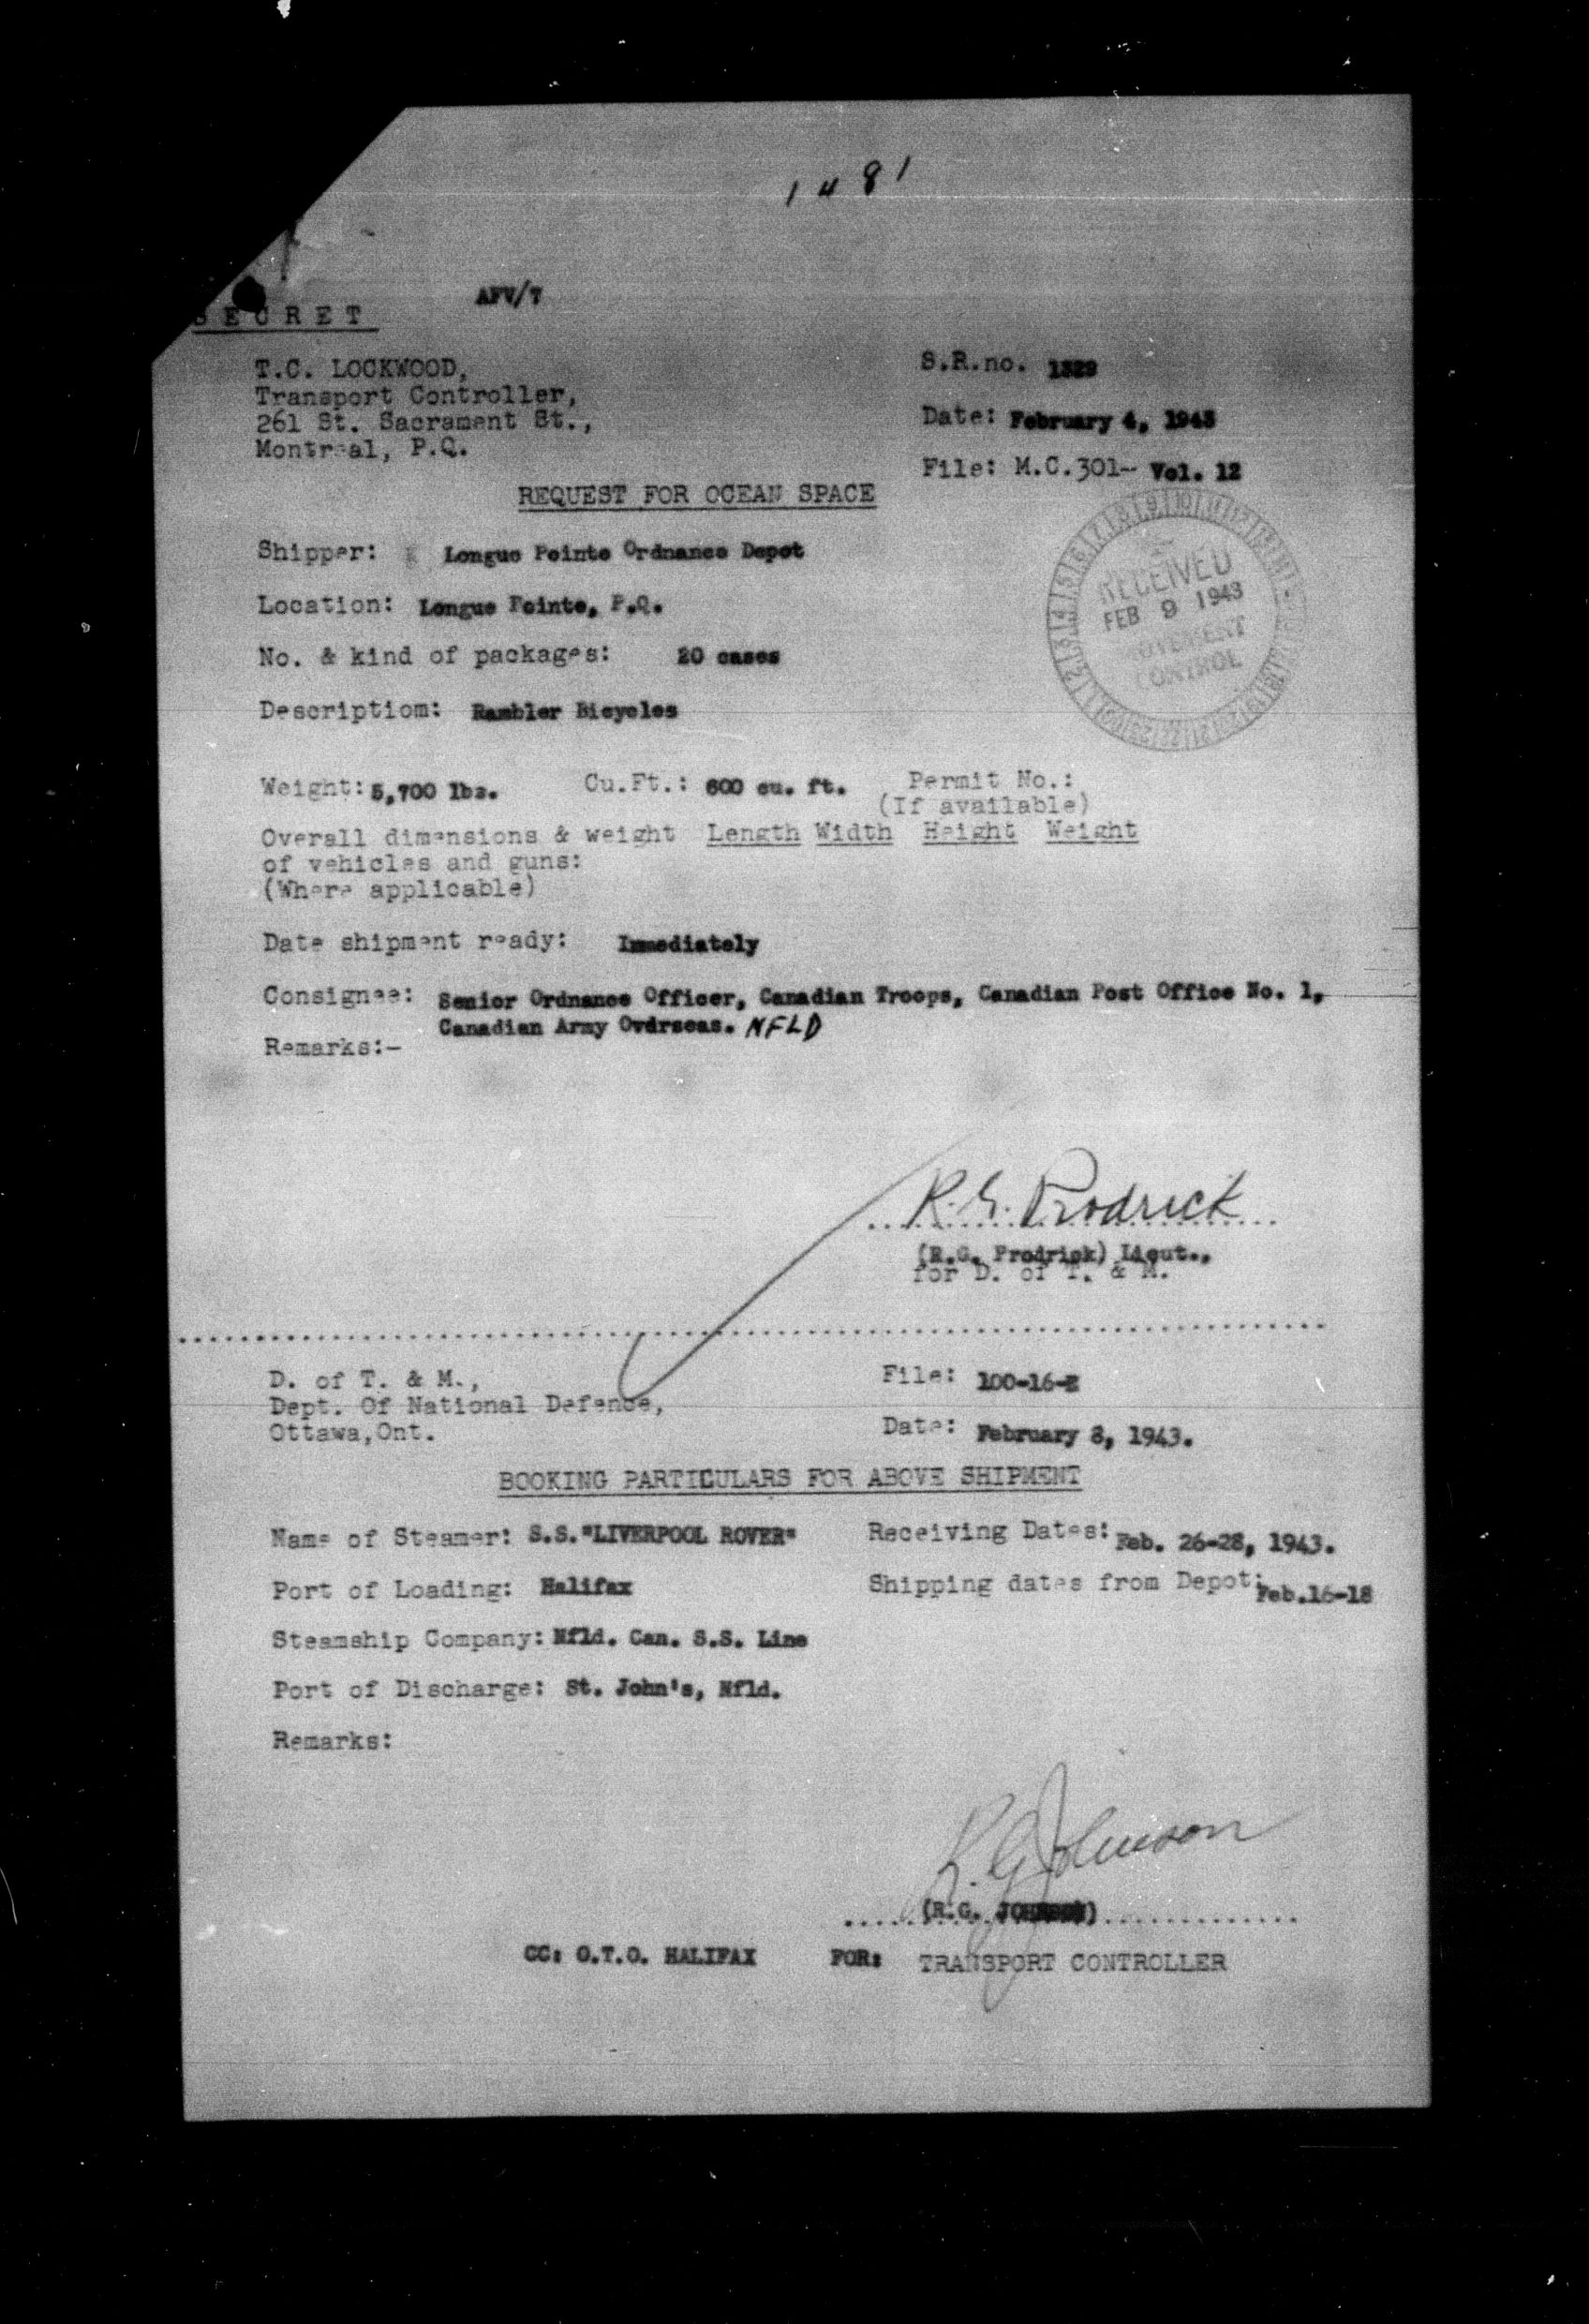 1481
AFV/7
SECRET
T.C. LOCKWOOD,
Transport Controller,
261 St. Sacrament St.,
Montreal, P.Q.
S.R.no. 1329
Date: February 4, 1943
File: M.C.301-- Vol. 12
REQUEST FOR OCEAN SPACE
Shipper: Longue Pointe Ordnance Depot
Location: Longue Pointe, P.Q.
RECEIVED
FEB 9 1943
MOVEMENT
CONTROL
No. & kind of packages: 20 cases
Description: Rambler Bicycles
Weight: 5,700 lbs. Cu.Ft.: 600 cu. ft. Permit No.:
(If available)
Overall dimensions & weight Length Width Height Weight
of vehicles and guns:
(Where applicable)
Date shipment ready: Immediately
Consignee: Senior Ordnance Officer, Canadian Troops, Canadian Post Office No. 1,
Canadian Army Overseas. NFLD
Remarks:-
R.G. Prodrick
(R.G. Prodrick) Lieut.,
for D. of T. & M.
D. of T. & M.,
Dept. Of National Defence,
Ottawa,Ont.
File: 100-16-E
Date: February 8, 1943.
BOOKING PARTICULARS FOR ABOVE SHIPMENT
Name of Steamer: S.S."LIVERPOOL ROVER" Receiving Dates: Feb. 26-28, 1943.
Port of Loading: Halifax Shipping dates from Depot: Feb.16-18
Steamship Company: Nfld. Can. S.S. Line
Port of Discharge: St. John's, Nfld.
Remarks:
R.G. Johnson
(R.G. JOHNSON)
CC: O.T.O. HALIFAX FOR: TRANSPORT CONTROLLER